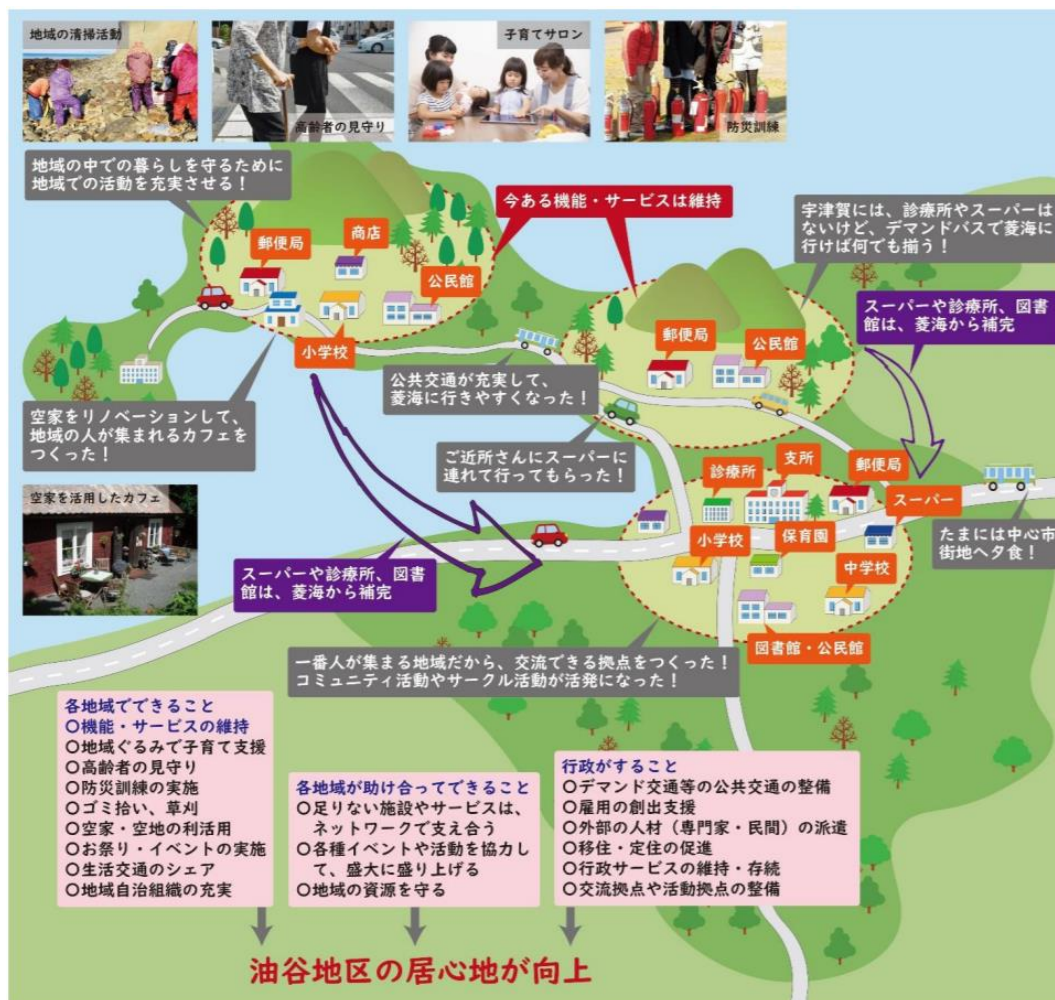 地域の清掃活動
高齢者の見守り
子育てサロン
防災訓練
地域の中での暮らしを守るために
地域での活動を充実させる！
今ある機能・サービスは維持
宇津賀には、診療所やスーパーは
ないけど、デマンドバスで菱海に
行けば何でも揃う！
郵便局
商店
公民館
小学校
郵便局
公民館
スーパーや診療所、図書
館は、菱海から補完
公共交通が充実して、
菱海に行きやすくなった！
空家をリノベーションして、
地域の人が集まれるカフェを
つくった！
ご近所さんにスーパーに
連れて行ってもらった！
空家を活用したカフェ
診療所
支所
郵便局
スーパー
小学校
保育園
中学校
図書館・公民館
たまには中心市
街地へ夕食！
スーパーや診療所、図書
館は、菱海から補完
一番人が集まる地域だから、交流できる拠点をつくった！
コミュニティ活動やサークル活動が活発になった！
各地域でできること
〇機能・サービスの維持
〇地域ぐるみで子育て支援
〇高齢者の見守り
〇防災訓練の実施
〇ゴミ拾い、草刈
〇空家・空地の利活用
〇お祭り・イベントの実施
〇生活交通のシェア
〇地域自治組織の充実
各地域が助け合ってできること
〇足りない施設やサービスは、
ネットワークで支え合う
〇各種イベントや活動を協力し
て、盛大に盛り上げる
〇地域の資源を守る
行政がすること
〇デマンド交通等の公共交通の整備
〇雇用の創出支援
〇外部の人材（専門家・民間）の派遣
〇移住・定住の促進
〇行政サービスの維持・存続
〇交流拠点や活動拠点の整備
油谷地区の居心地が向上